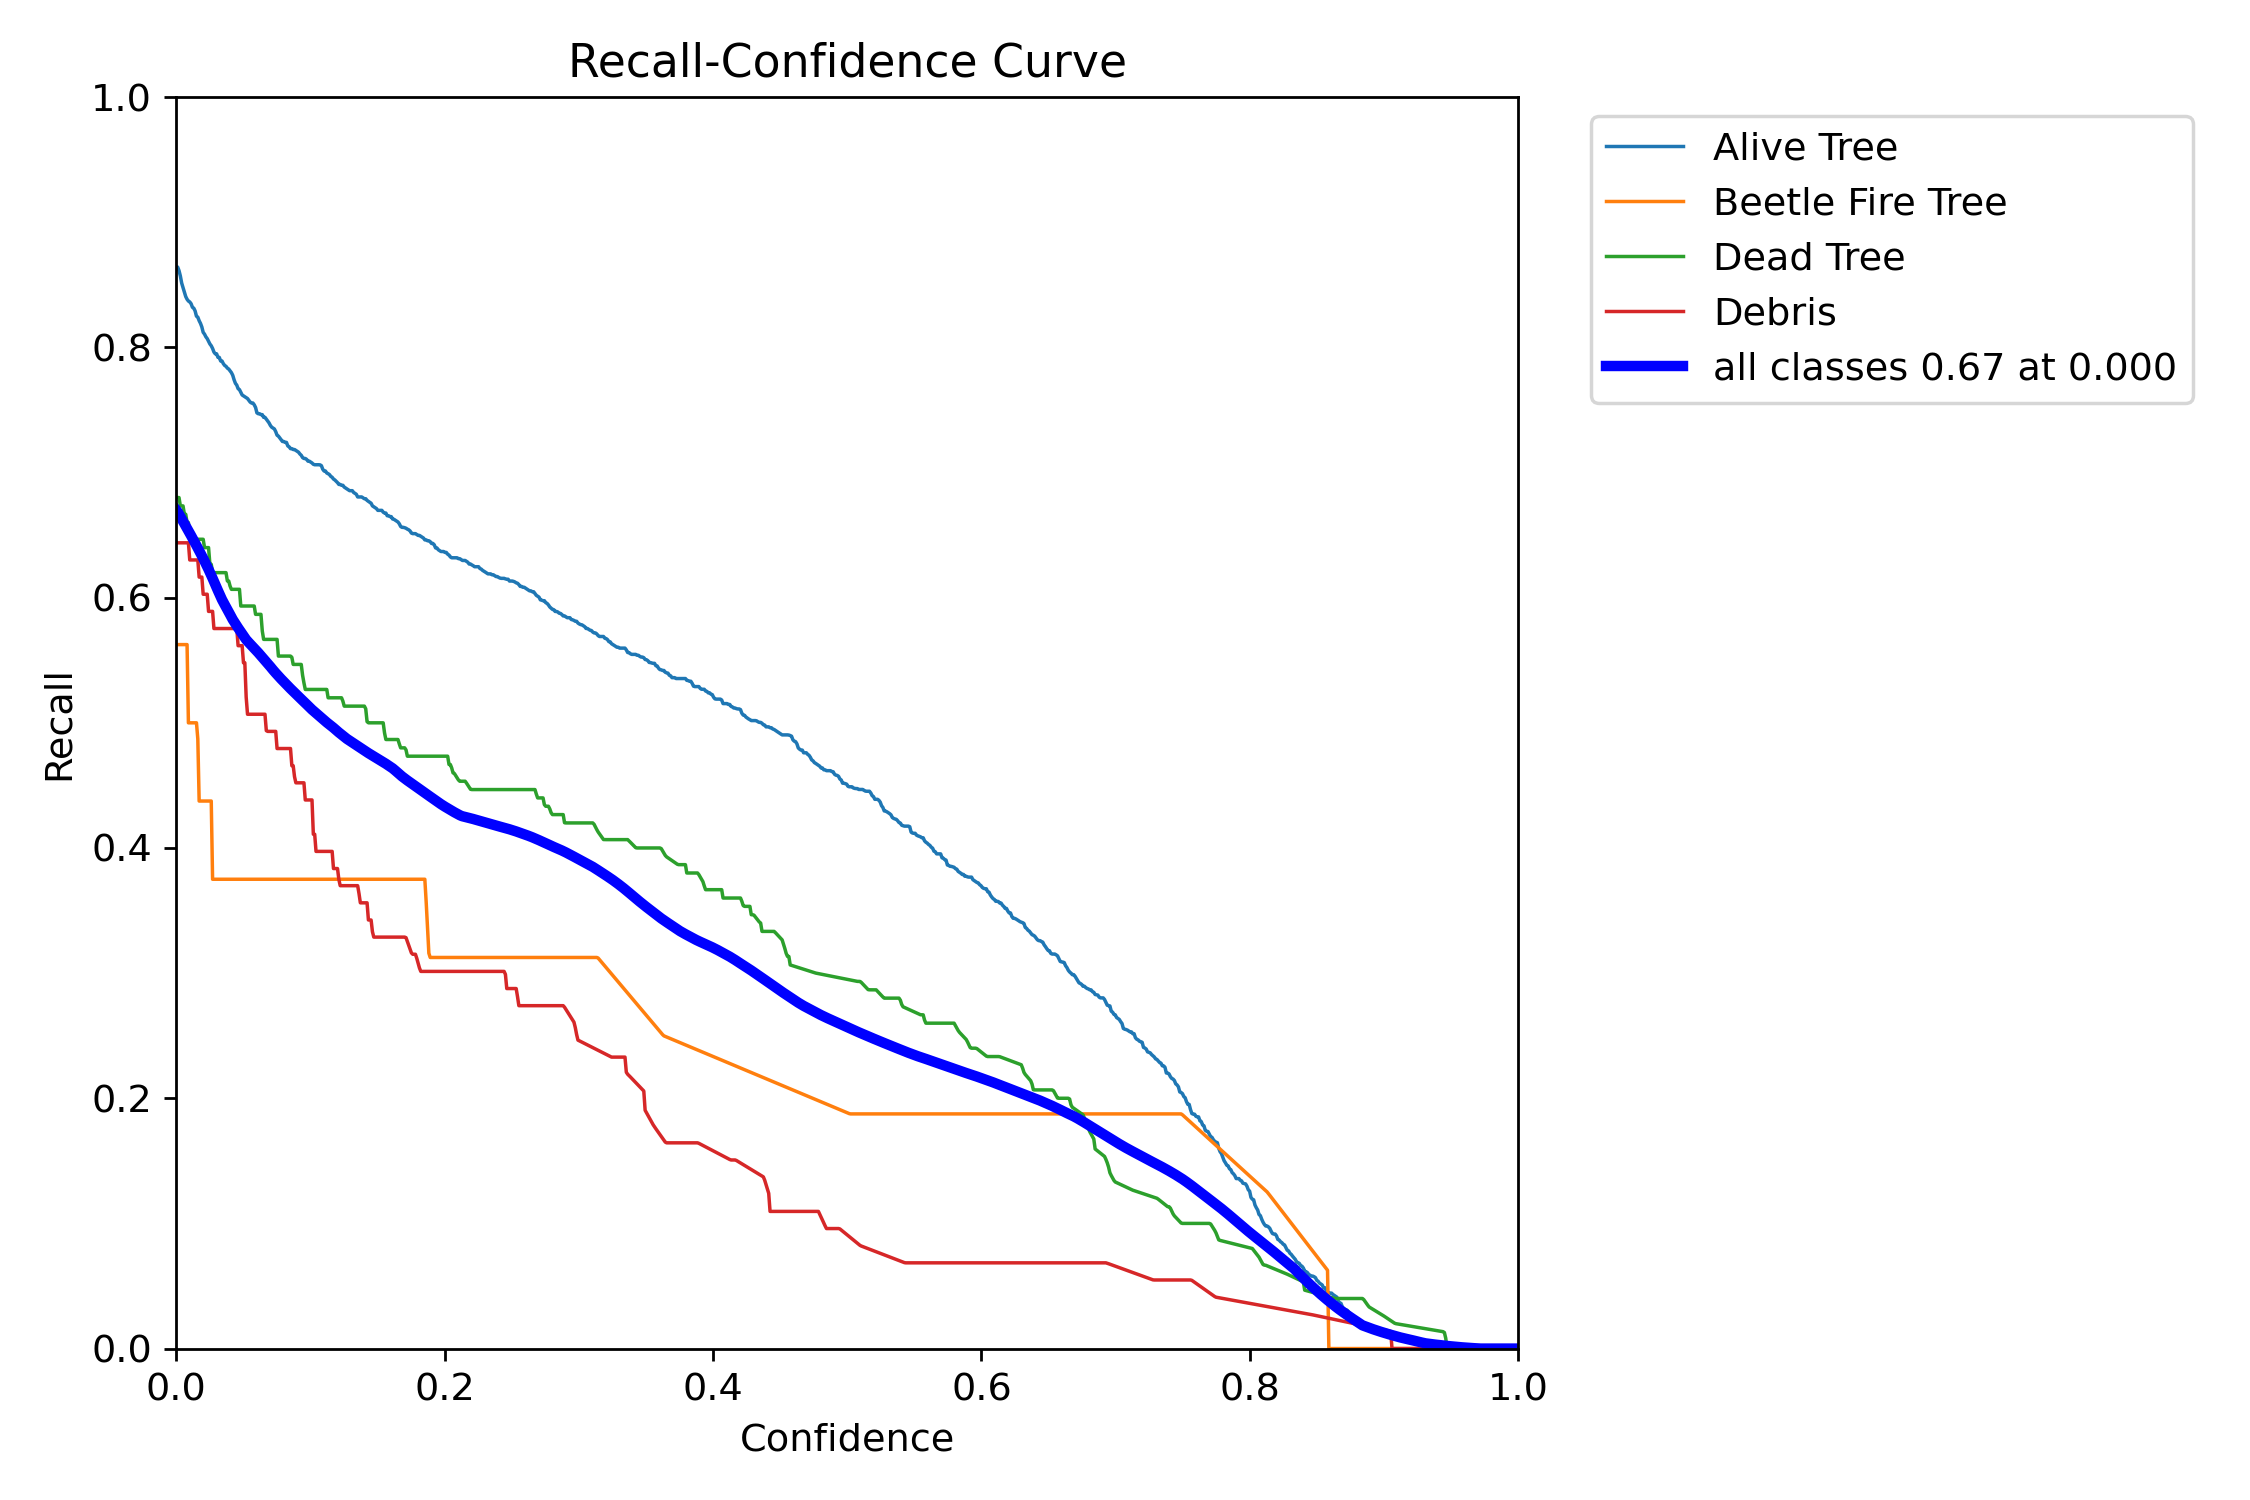 Recall-Confidence Curve
1.0
0.8
0.6
0.4
0.2
0.0
Recall
0.0 0.2 0.4 0.6 0.8 1.0
Confidence
Alive Tree
Beetle Fire Tree
Dead Tree
Debris
all classes 0.67 at 0.000